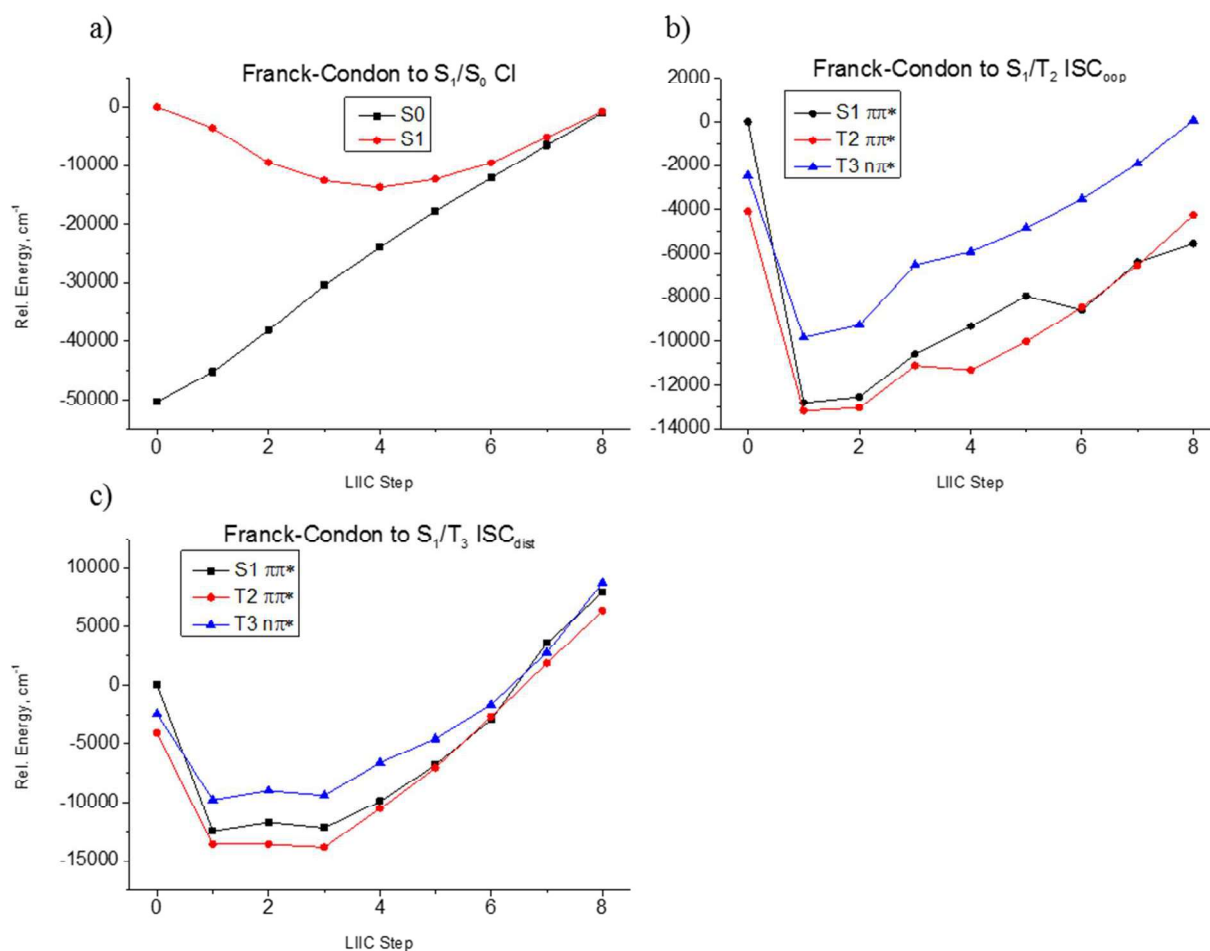 a)
Franck-Condon to S₁/S₀ CI
S0
S1
0
-10000
-20000
-30000
-40000
-50000
Rel. Energy, cm⁻¹
0 2 4 6 8
LIIC Step
b)
Franck-Condon to S₁/T₂ ISCₒₒₚ
S1 ππ*
T2 ππ*
T3 nπ*
2000
0
-2000
-4000
-6000
-8000
-10000
-12000
-14000
0 2 4 6 8
LIIC Step
c)
Franck-Condon to S₁/T₃ ISC_dist
S1 ππ*
T2 ππ*
T3 nπ*
10000
5000
0
-5000
-10000
-15000
Rel. Energy, cm⁻¹
0 2 4 6 8
LIIC Step